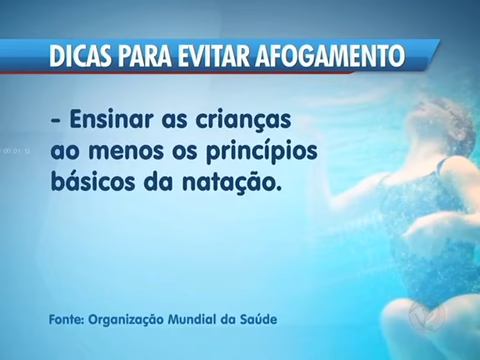 DICAS PARA EVITAR AFOGAMENTO
- Ensinar as crianças
ao menos os princípios
básicos da natação.
Fonte: Organização Mundial da Saúde